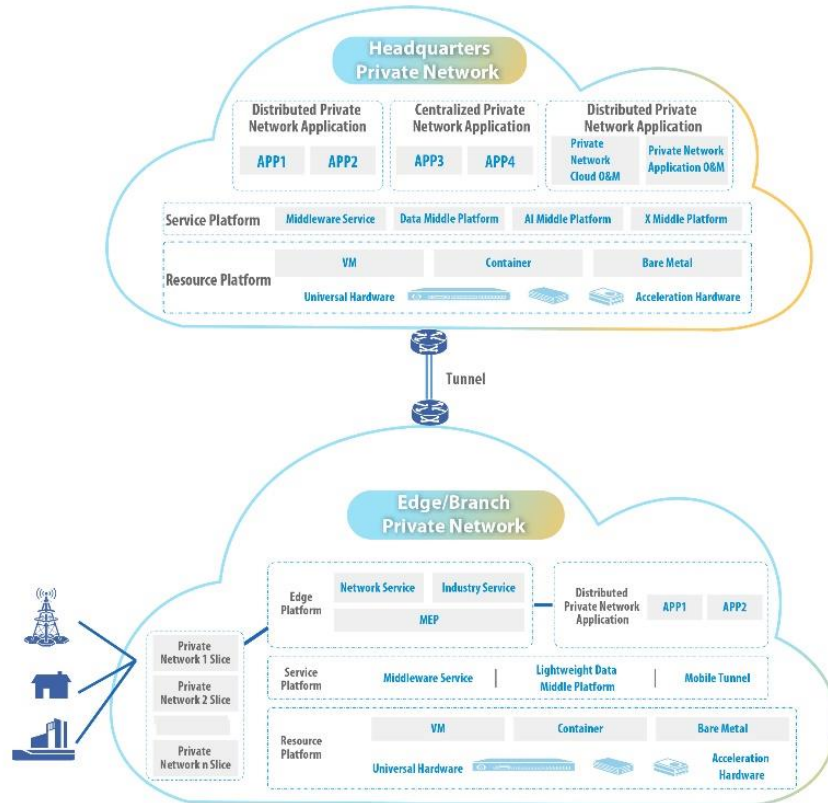 Headquarters
Private Network
Distributed Private
Network Application
APP1
APP2
Centralized Private
Network Application
APP3
APP4
Distributed Private
Network Application
Private
Network
Cloud O&M
Private Network
Application O&M
Service Platform
Middleware Service
Data Middle Platform
AI Middle Platform
X Middle Platform
Resource Platform
VM
Container
Bare Metal
Universal Hardware
Acceleration Hardware
Tunnel
Edge/Branch
Private Network
Edge
Platform
Network Service
Industry Service
MEP
Distributed
Private Network
Application
APP1
APP2
Private
Network 1 Slice
Private
Network 2 Slice
Private
Network n Slice
Service
Platform
Middleware Service
Lightweight Data
Middle Platform
Mobile Tunnel
Resource
Platform
VM
Container
Bare Metal
Universal Hardware
Acceleration
Hardware